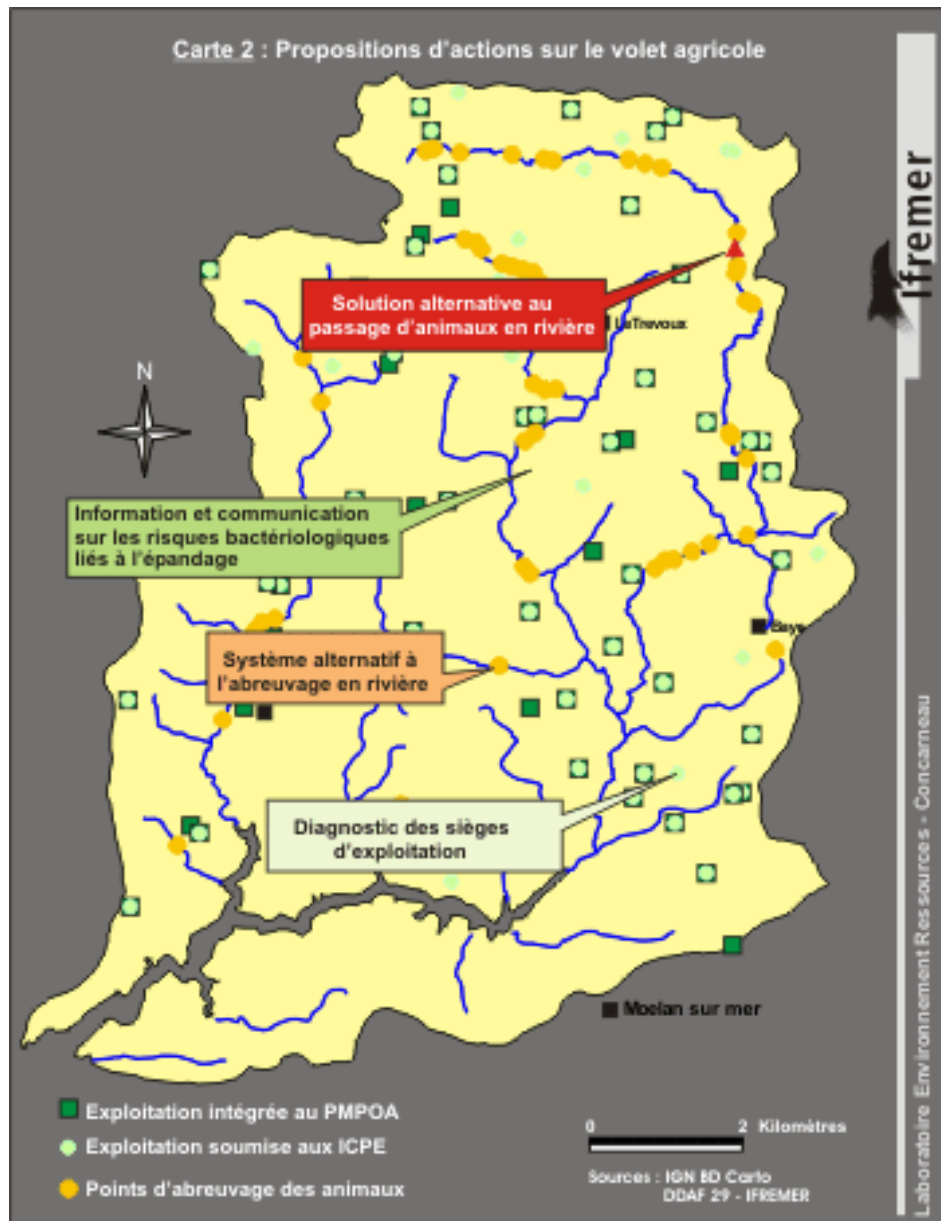 Carte 2 : Propositions d'actions sur le volet agricole
Ifremer
Solution alternative au
passage d'animaux en rivière
LeTrevoux
N
Information et communication
sur les risques bactériologiques
liés à l'épandage
Baye
Système alternatif à
l'abreuvage en rivière
Diagnostic des sièges
d'exploitation
Moelan sur mer
Exploitation intégrée au PMPOA
Exploitation soumise aux ICPE
Points d'abreuvage des animaux
0 2 Kilomètres
Sources : IGN BD Carto
DDAF 29 - IFREMER
Laboratoire Environnement Ressources - Concarneau